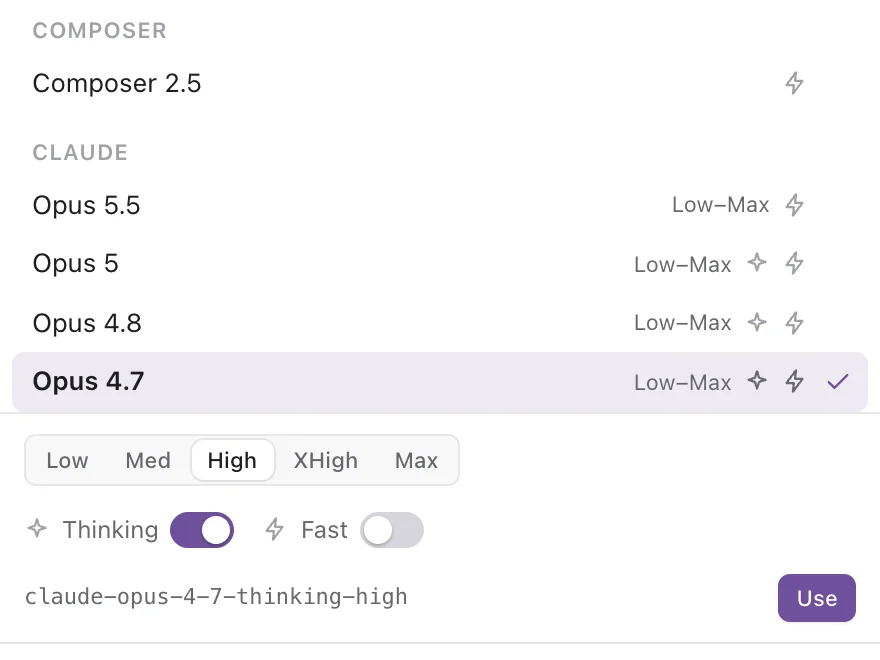 COMPOSER
Composer 2.5
CLAUDE
Opus 5.5 Low–Max
Opus 5 Low–Max
Opus 4.8 Low–Max
Opus 4.7 Low–Max
Low Med High XHigh Max
Thinking Fast
claude-opus-4-7-thinking-high
Use